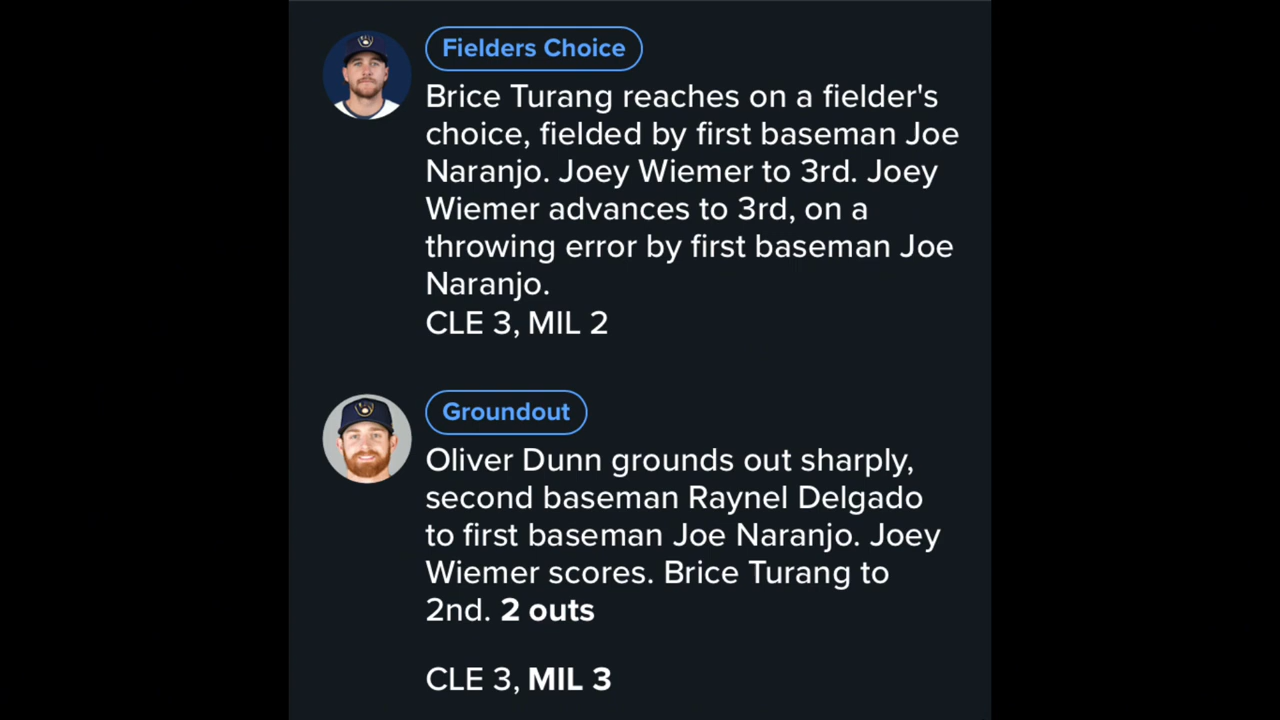 Fielders Choice
Brice Turang reaches on a fielder's
choice, fielded by first baseman Joe
Naranjo. Joey Wiemer to 3rd. Joey
Wiemer advances to 3rd, on a
throwing error by first baseman Joe
Naranjo.
CLE 3, MIL 2
Groundout
Oliver Dunn grounds out sharply,
second baseman Raynel Delgado
to first baseman Joe Naranjo. Joey
Wiemer scores. Brice Turang to
2nd. 2 outs
CLE 3, MIL 3